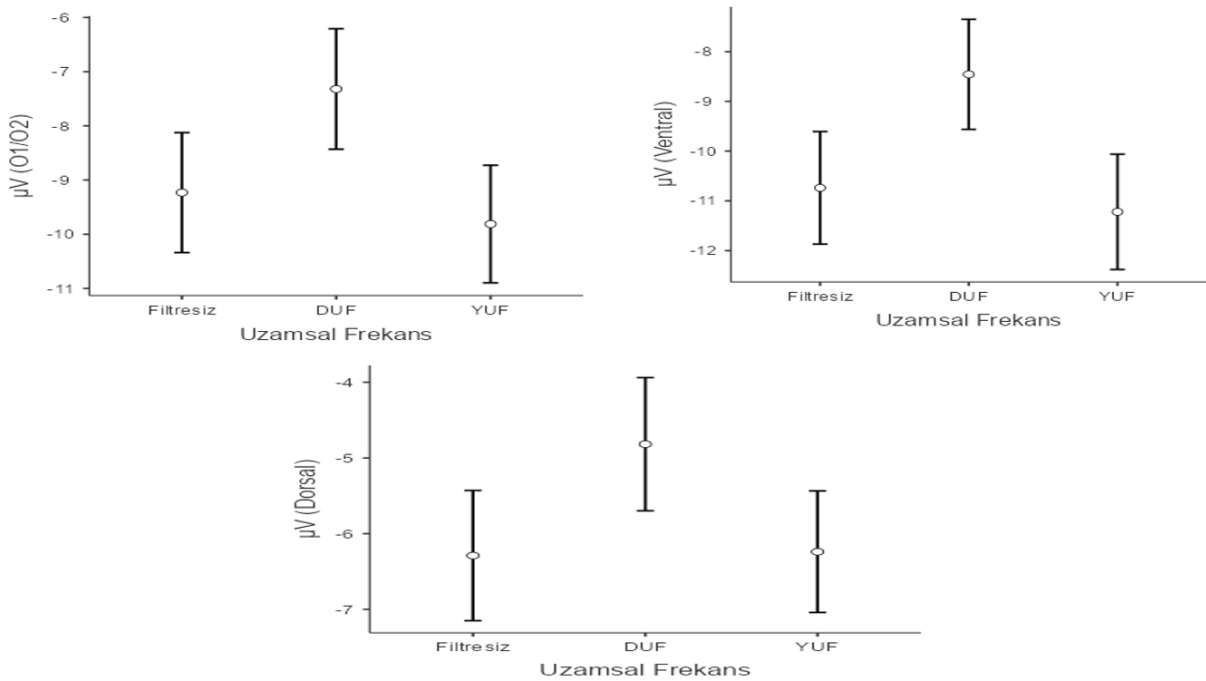 µV (O1/O2)
-6
-7
-8
-9
-10
-11
Filtresiz DUF YUF
Uzamsal Frekans
µV (Ventral)
-8
-9
-10
-11
-12
Filtresiz DUF YUF
Uzamsal Frekans
µV (Dorsal)
-4
-5
-6
-7
Filtresiz DUF YUF
Uzamsal Frekans